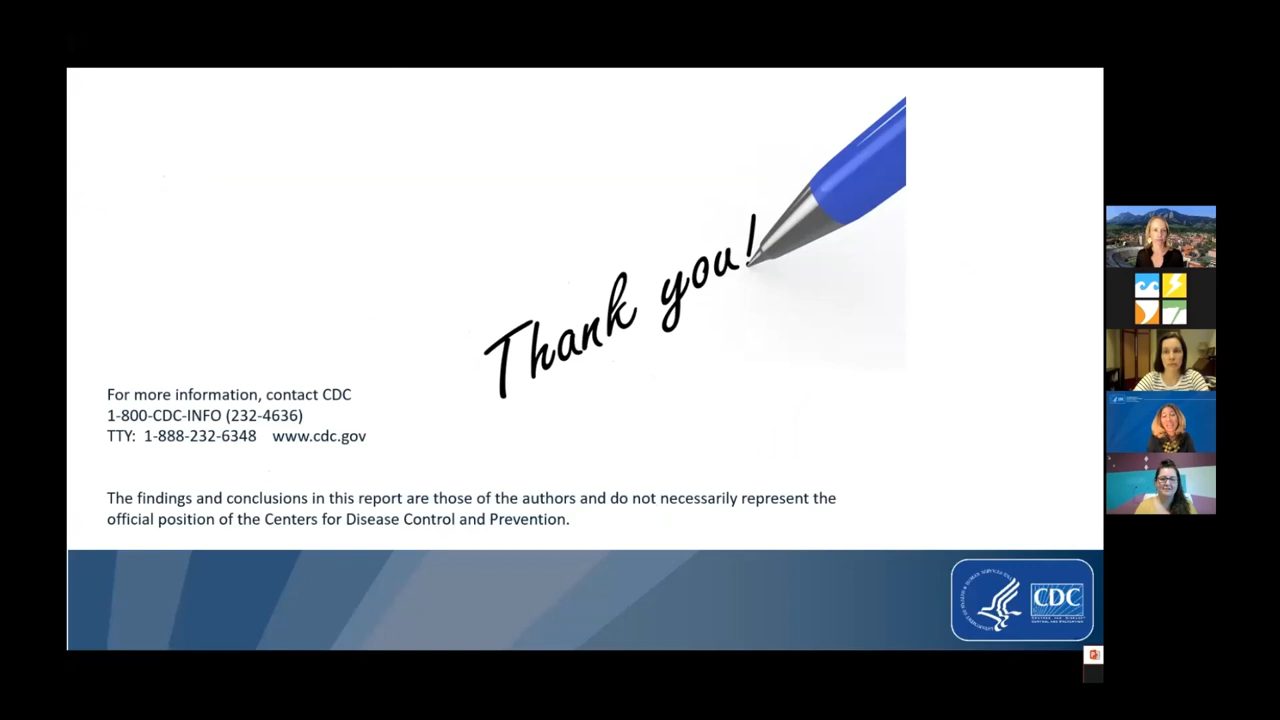 Thank you!
For more information, contact CDC
1-800-CDC-INFO (232-4636)
TTY: 1-888-232-6348 www.cdc.gov
The findings and conclusions in this report are those of the authors and do not necessarily represent the
official position of the Centers for Disease Control and Prevention.
CDC